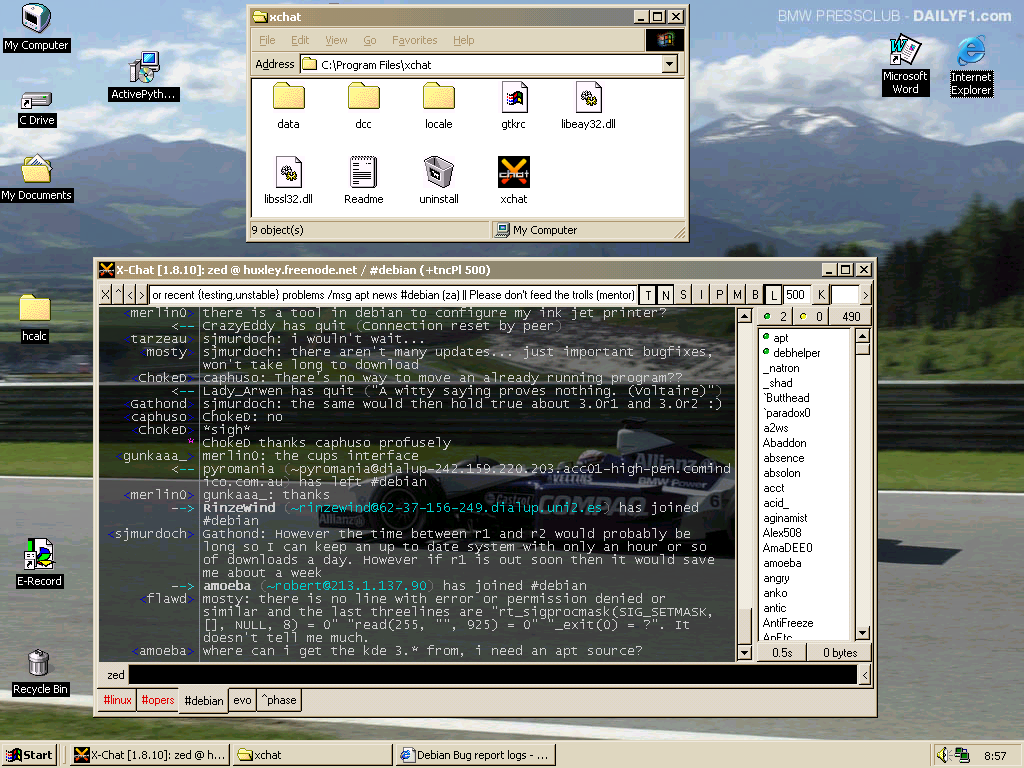 BMW PRESSCLUB - DAILYF1.com
My Computer
ActivePyth...
C Drive
My Documents
hcalc
E-Record
Recycle Bin
Microsoft
Word
Internet
Explorer
xchat
File Edit View Go Favorites Help
Address C:\Program Files\xchat
data dcc locale gtkrc libeay32.dll
libssl32.dll Readme uninstall xchat
9 object(s) My Computer
X-Chat [1.8.10]: zed @ huxley.freenode.net / #debian (+tncPl 500)
X ^ < > or recent {testing,unstable} problems /msg apt news #debian (za) || Please don't feed the trolls (mentor) T N S I P M B L 500 K >
2 0 490
<merlin0> there is a tool in debian to configure my ink jet printer?
<-- CrazyEddy has quit (Connection reset by peer)
<tarzeau> sjmurdoch: i wouln't wait...
<mosty> sjmurdoch: there aren't many updates... just important bugfixes,
won't take long to download
<ChokeD> caphuso: There's no way to move an already running program??
<-- Lady_Arwen has quit ("A witty saying proves nothing. (Voltaire)")
<Gathond> sjmurdoch: the same would then hold true about 3.0r1 and 3.0r2 :)
<caphuso> ChokeD: no
<ChokeD> *sigh*
* ChokeD thanks caphuso profusely
<gunkaaa_> merlin0: the cups interface
<-- pyromania (~pyromania@dialup-242.159.220.203.acc01-high-pen.comind
ico.com.au) has left #debian
<merlin0> gunkaaa_: thanks
--> RinzeWind (~rinzewind@62-37-156-249.dialup.uni2.es) has joined
#debian
<sjmurdoch> Gathond: However the time between r1 and r2 would probably be
long so I can keep an up to date system with only an hour or so
of downloads a day. However if r1 is out soon then it would save
me about a week
--> amoeba (~robert@213.1.137.90) has joined #debian
<flawd> mosty: there is no line with error or permission denied or
similar and the last threelines are "rt_sigprocmask(SIG_SETMASK,
[], NULL, 8) = 0" "read(255, "", 925) = 0" "_exit(0) = ?". It
doesn't tell me much.
<amoeba> where can i get the kde 3.* from, i need an apt source?
apt
debhelper
_natron
_shad
`Butthead
`paradox0
a2ws
Abaddon
absence
absolon
acct
acid_
aginamist
Alex508
AmaDEE0
amoeba
angry
anko
antic
AntiFreeze
AnEtc
0.5s 0 bytes
zed <
#linux #opers #debian evo ^phase
Allianz
VELTINS
BMW Power
Castrol
COMPAQ
6
Allianz
Start X-Chat [1.8.10]: zed @ h... xchat Debian Bug report logs - ... 8:57